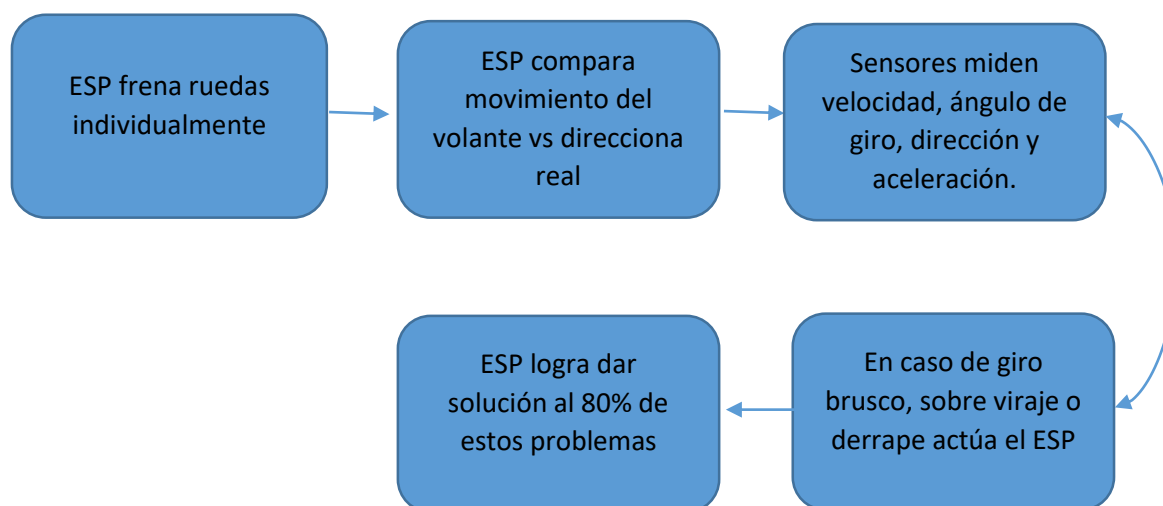 ESP frena ruedas
individualmente
ESP compara
movimiento del
volante vs direcciona
real
Sensores miden
velocidad, ángulo de
giro, dirección y
aceleración.
En caso de giro
brusco, sobre viraje o
derrape actúa el ESP
ESP logra dar
solución al 80% de
estos problemas